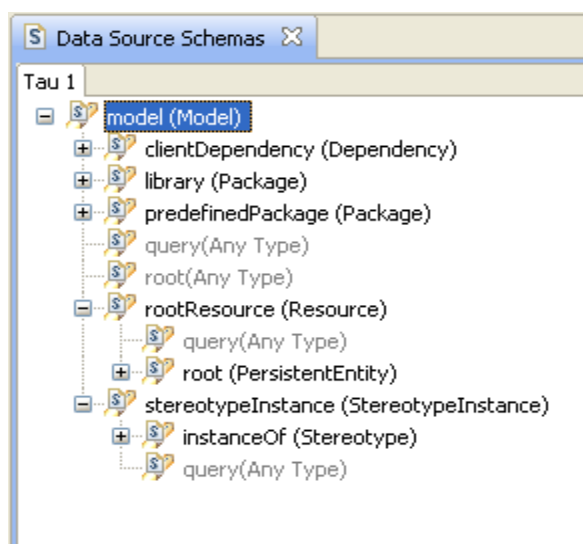 Data Source Schemas
Tau 1
model (Model)
clientDependency (Dependency)
library (Package)
predefinedPackage (Package)
query(Any Type)
root(Any Type)
rootResource (Resource)
query(Any Type)
root (PersistentEntity)
stereotypeInstance (StereotypeInstance)
instanceOf (Stereotype)
query(Any Type)